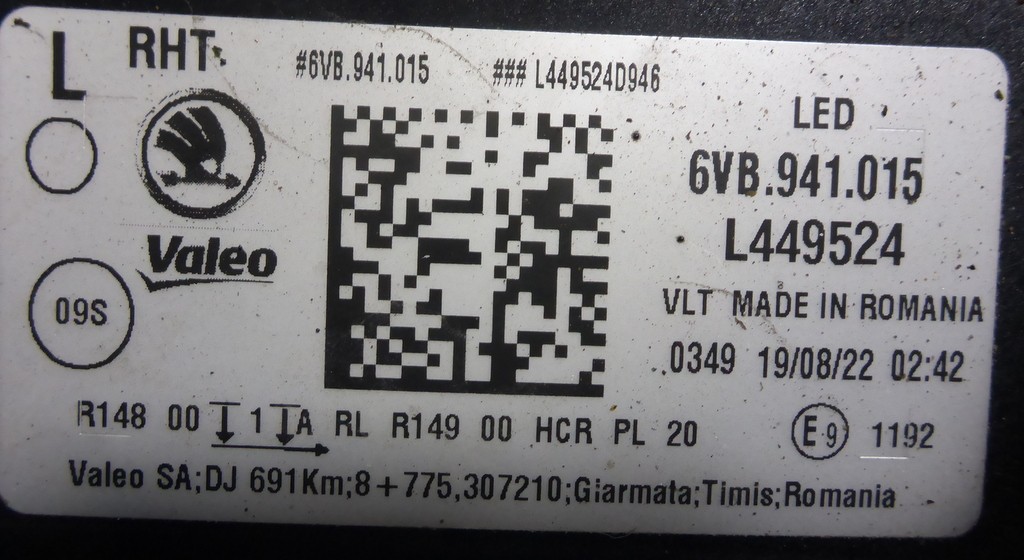 L RHT
#6VB.941.015 ### L449524D946
LED
6VB.941.015
L449524
Valeo
09S
VLT MADE IN ROMANIA
0349 19/08/22 02:42
R148 00 1 A RL R149 00 HCR PL 20 E9 1192
Valeo SA;DJ 691Km;8+775,307210;Giarmata;Timis;Romania